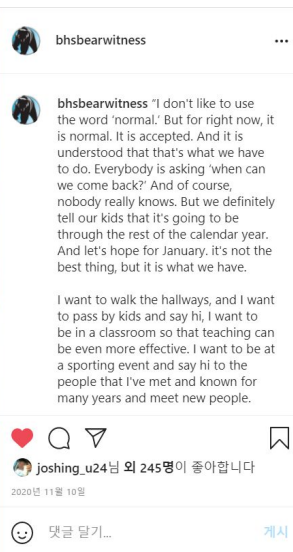 bhsbearwitness
bhsbearwitness “I don't like to use
the word ‘normal.’ But for right now, it
is normal. It is accepted. And it is
understood that that's what we have
to do. Everybody is asking ‘when can
we come back?’ And of course,
nobody really knows. But we definitely
tell our kids that it's going to be
through the rest of the calendar year.
And let's hope for January. it's not the
best thing, but it is what we have.
I want to walk the hallways, and I want
to pass by kids and say hi, I want to
be in a classroom so that teaching can
be even more effective. I want to be at
a sporting event and say hi to the
people that I've met and known for
many years and meet new people.
joshing_u24님 외 245명이 좋아합니다
2020년 11월 10일
댓글 달기... 게시